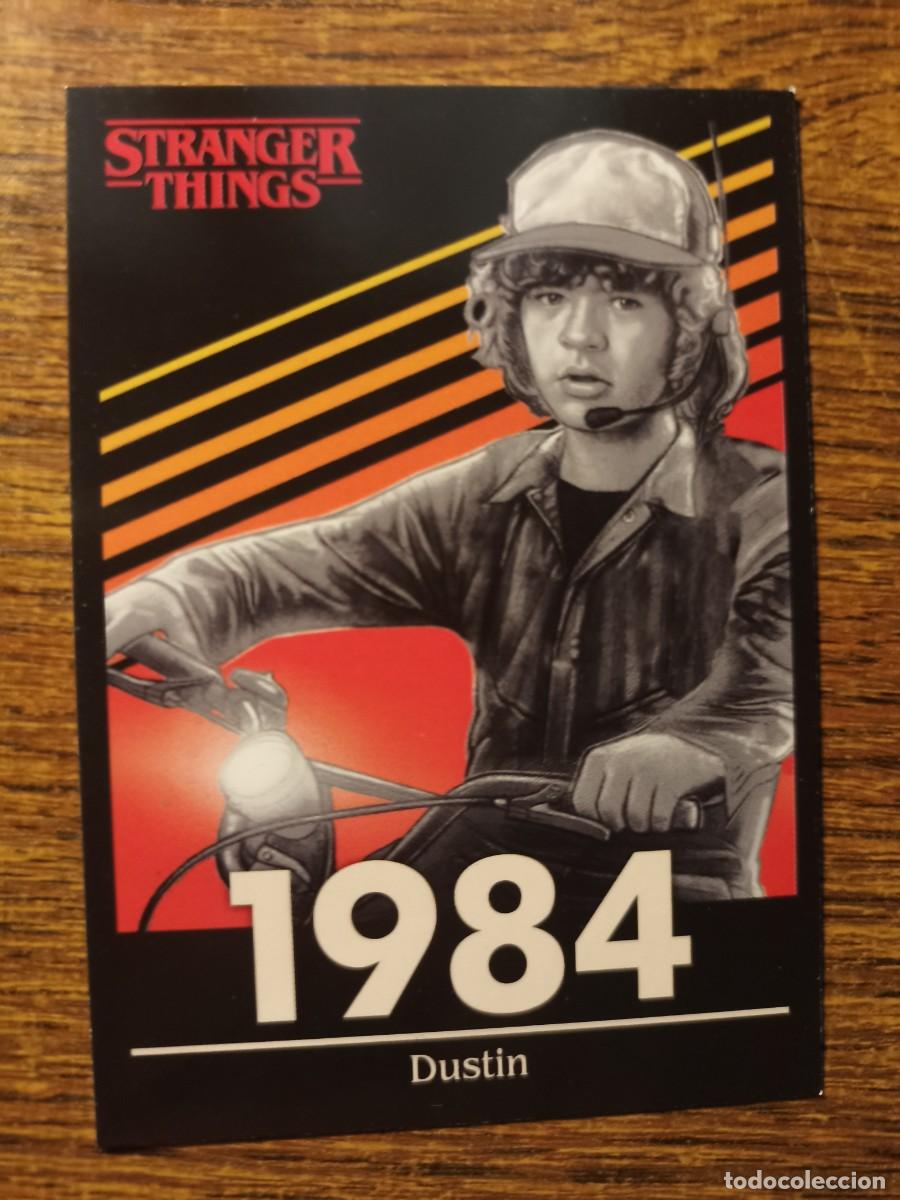 STRANGER
THINGS
1984
Dustin
todocoleccion